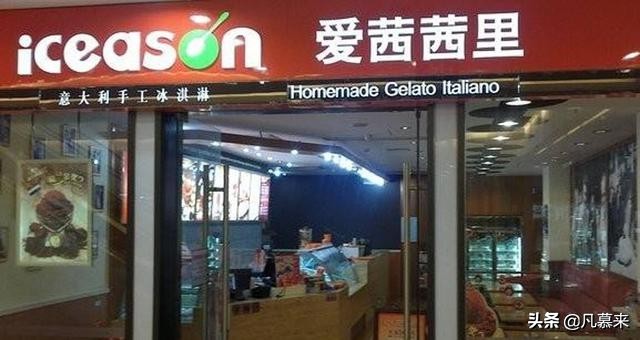 iceason 爱茜茜里
意大利手工冰淇淋 Homemade Gelato Italiano
头条 @凡慕来